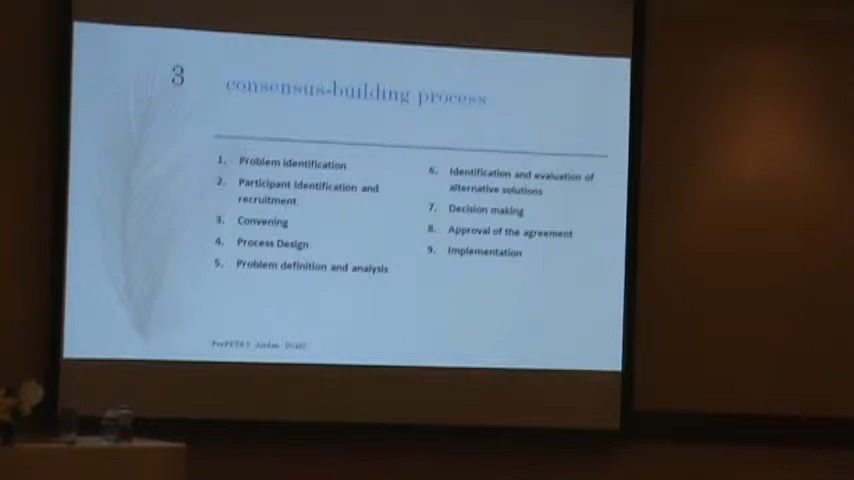 3
consensus-building process
1. Problem identification
2. Participant identification and
recruitment
3. Convening
4. Process Design
5. Problem definition and analysis
6. Identification and evaluation of
alternative solutions
7. Decision making
8. Approval of the agreement
9. Implementation
Jordan